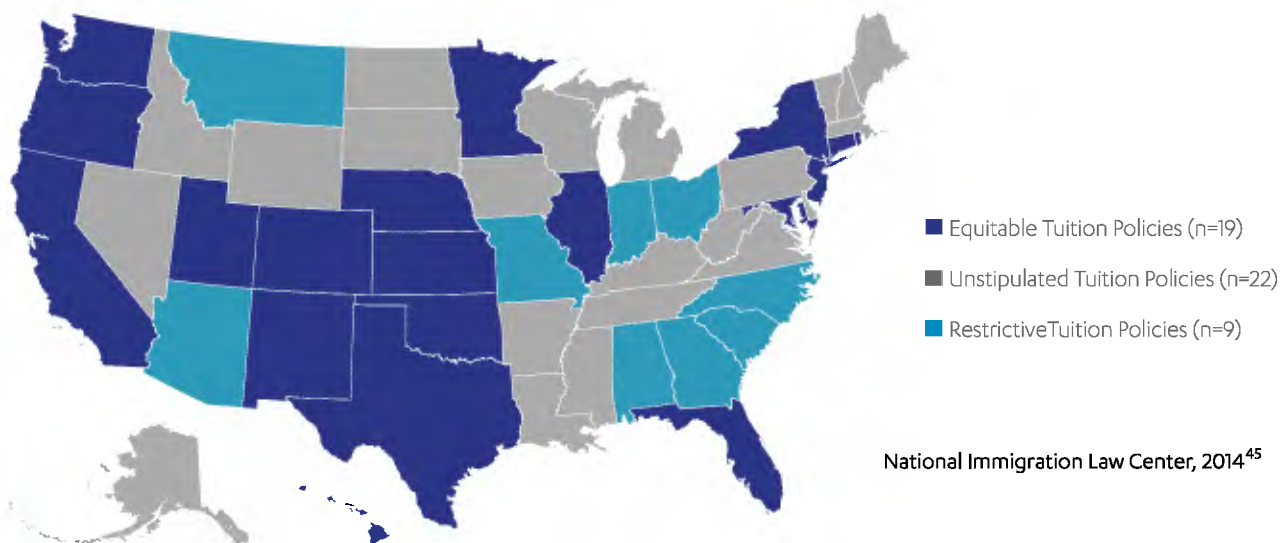 Equitable Tuition Policies (n=19)
Unstipulated Tuition Policies (n=22)
RestrictiveTuition Policies (n=9)
National Immigration Law Center, 2014⁴⁵